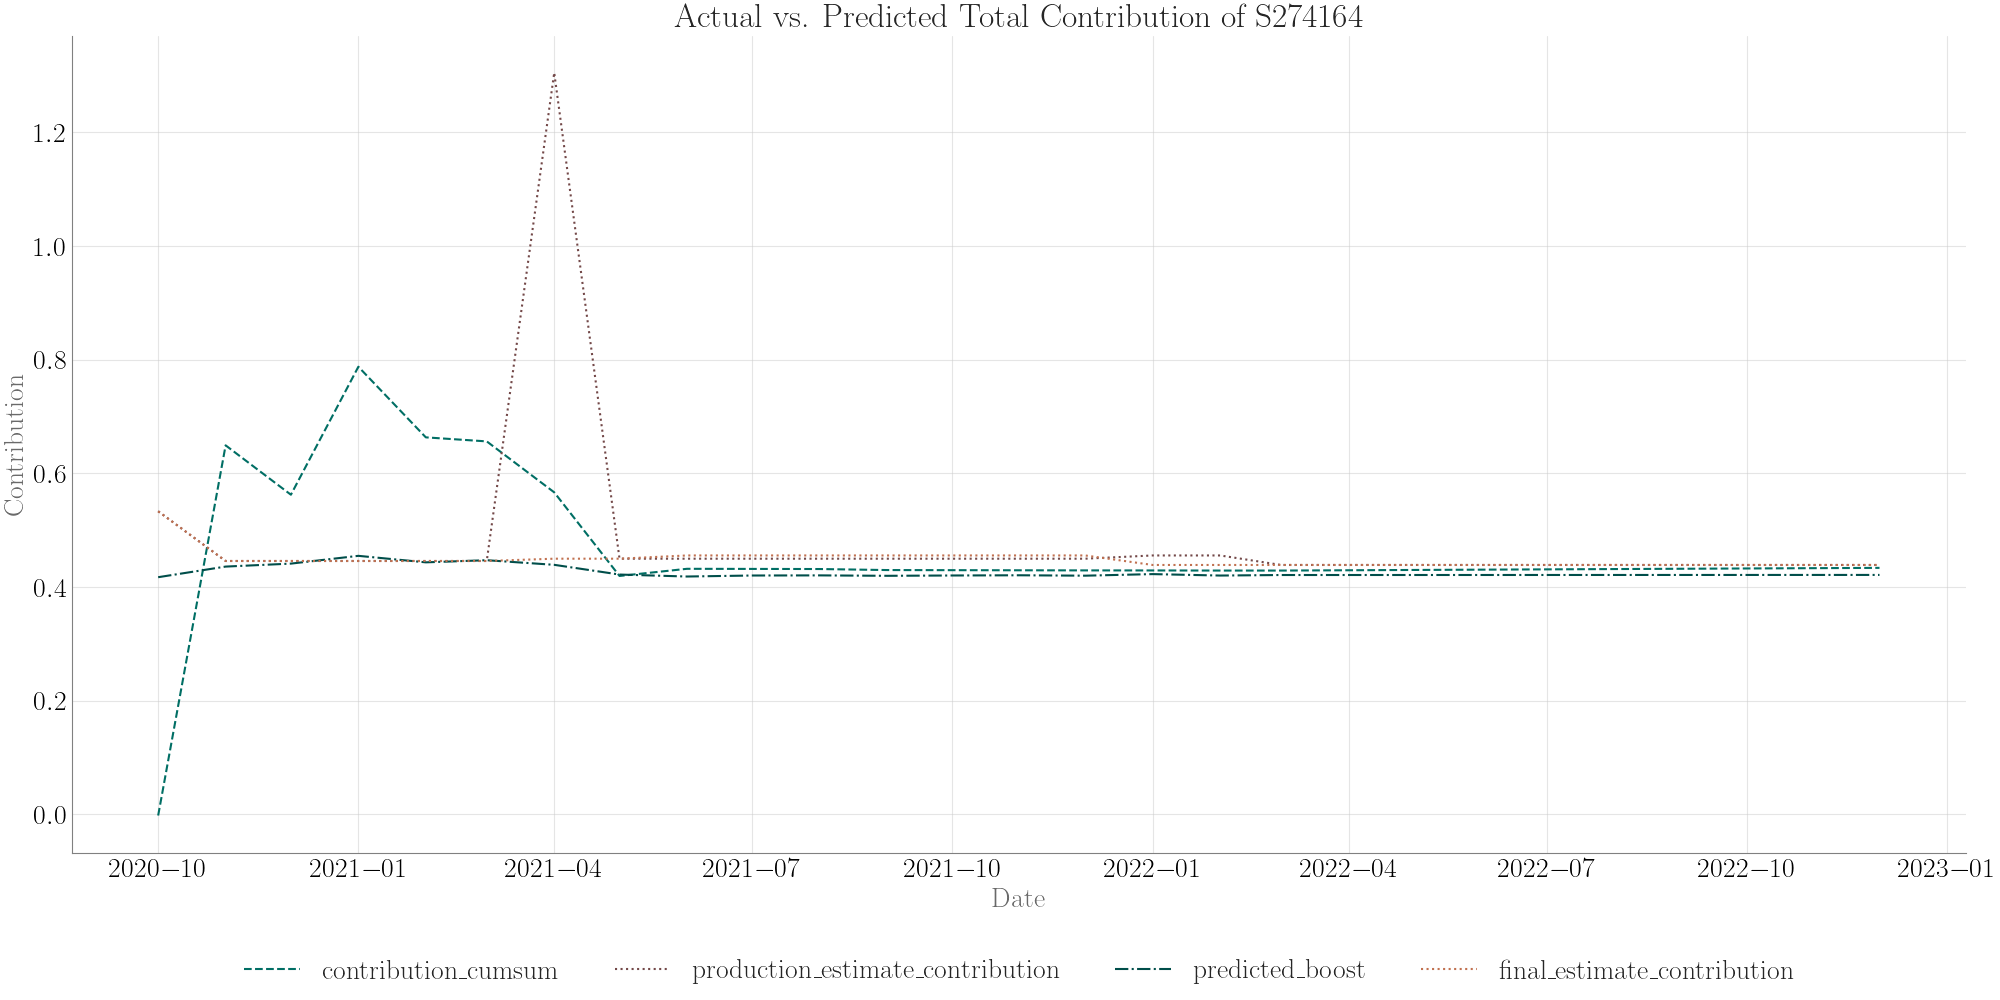 Actual vs. Predicted Total Contribution of S274164
Contribution
1.2
1.0
0.8
0.6
0.4
0.2
0.0
2020–10 2021–01 2021–04 2021–07 2021–10 2022–01 2022–04 2022–07 2022–10 2023–01
Date
contribution_cumsum production_estimate_contribution predicted_boost final_estimate_contribution